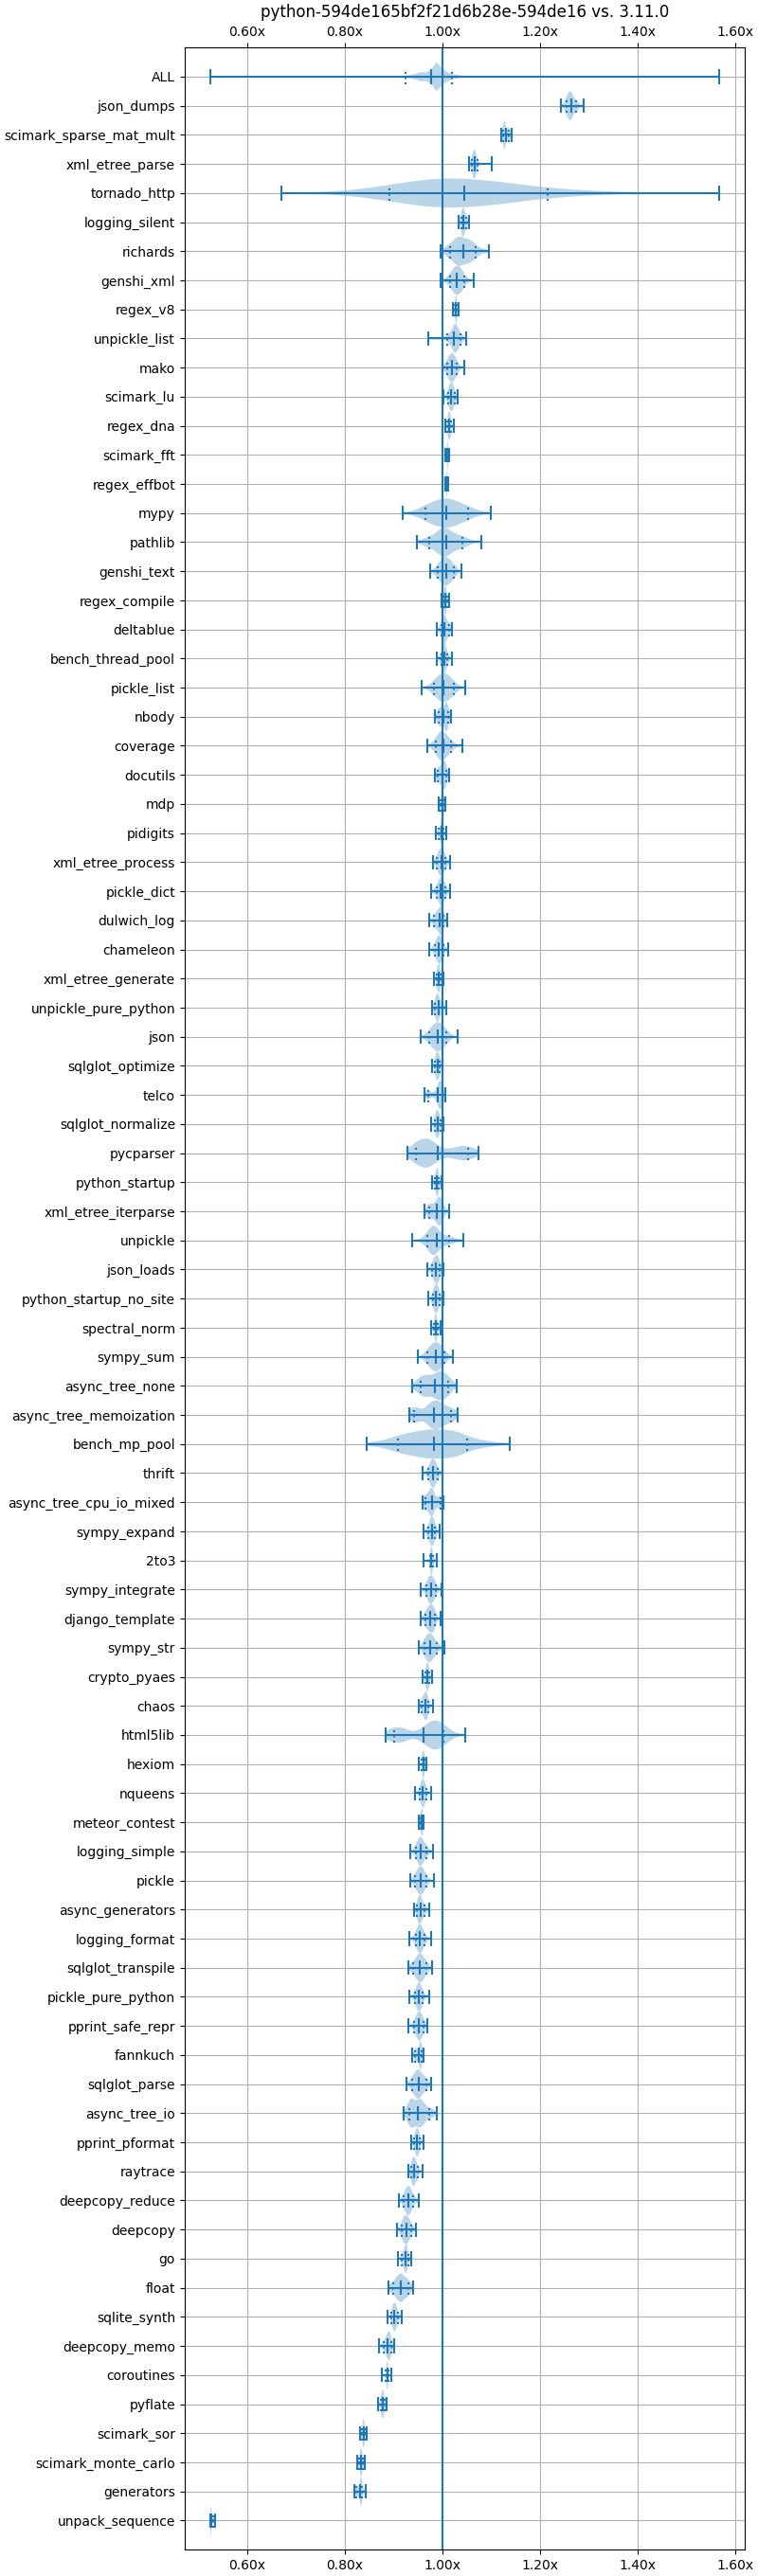 python-594de165bf2f21d6b28e-594de16 vs. 3.11.0
0.60x 0.80x 1.00x 1.20x 1.40x 1.60x
ALL
json_dumps
scimark_sparse_mat_mult
xml_etree_parse
tornado_http
logging_silent
richards
genshi_xml
regex_v8
unpickle_list
mako
scimark_lu
regex_dna
scimark_fft
regex_effbot
mypy
pathlib
genshi_text
regex_compile
deltablue
bench_thread_pool
pickle_list
nbody
coverage
docutils
mdp
pidigits
xml_etree_process
pickle_dict
dulwich_log
chameleon
xml_etree_generate
unpickle_pure_python
json
sqlglot_optimize
telco
sqlglot_normalize
pycparser
python_startup
xml_etree_iterparse
unpickle
json_loads
python_startup_no_site
spectral_norm
sympy_sum
async_tree_none
async_tree_memoization
bench_mp_pool
thrift
async_tree_cpu_io_mixed
sympy_expand
2to3
sympy_integrate
django_template
sympy_str
crypto_pyaes
chaos
html5lib
hexiom
nqueens
meteor_contest
logging_simple
pickle
async_generators
logging_format
sqlglot_transpile
pickle_pure_python
pprint_safe_repr
fannkuch
sqlglot_parse
async_tree_io
pprint_pformat
raytrace
deepcopy_reduce
deepcopy
go
float
sqlite_synth
deepcopy_memo
coroutines
pyflate
scimark_sor
scimark_monte_carlo
generators
unpack_sequence
0.60x 0.80x 1.00x 1.20x 1.40x 1.60x